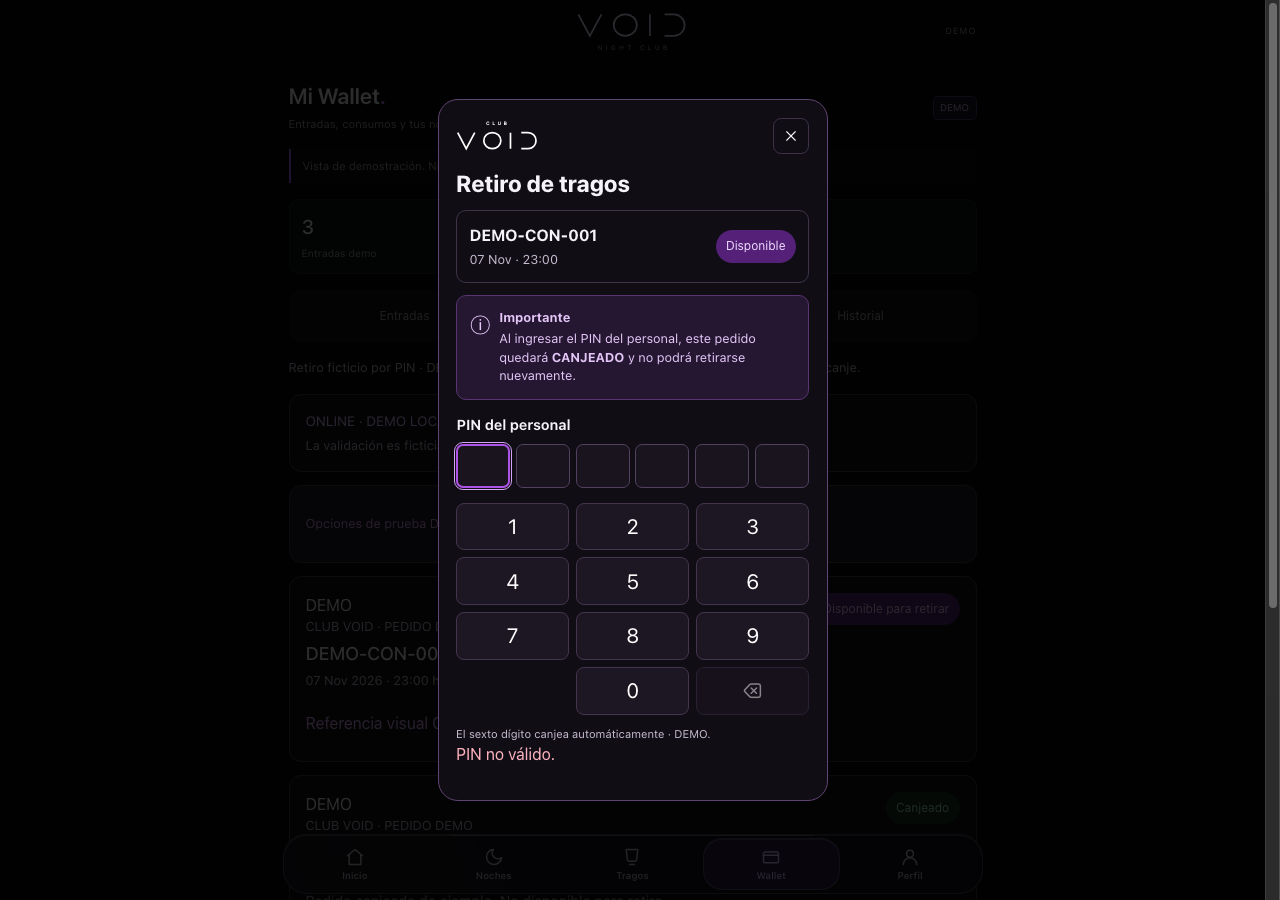 VOID
NIGHT CLUB
DEMO
Mi Wallet.
DEMO
Entradas, consumos y tus
Vista de demostración.
3
Entradas demo
Entradas
Historial
Retiro ficticio por PIN
canje.
ONLINE · DEMO
La validación es
Opciones de prueba
DEMO
Disponible para retirar
CLUB VOID · PEDIDO
DEMO-CON-00
07 Nov 2026 · 23:00
Referencia visual
DEMO
Canjeado
CLUB VOID · PEDIDO DEMO
CLUB
VOID
Retiro de tragos
DEMO-CON-001
Disponible
07 Nov · 23:00
Importante
Al ingresar el PIN del personal, este pedido
quedará CANJEADO y no podrá retirarse
nuevamente.
PIN del personal
1 2 3
4 5 6
7 8 9
0
El sexto dígito canjea automáticamente · DEMO.
PIN no válido.
Inicio Noches Tragos Wallet Perfil